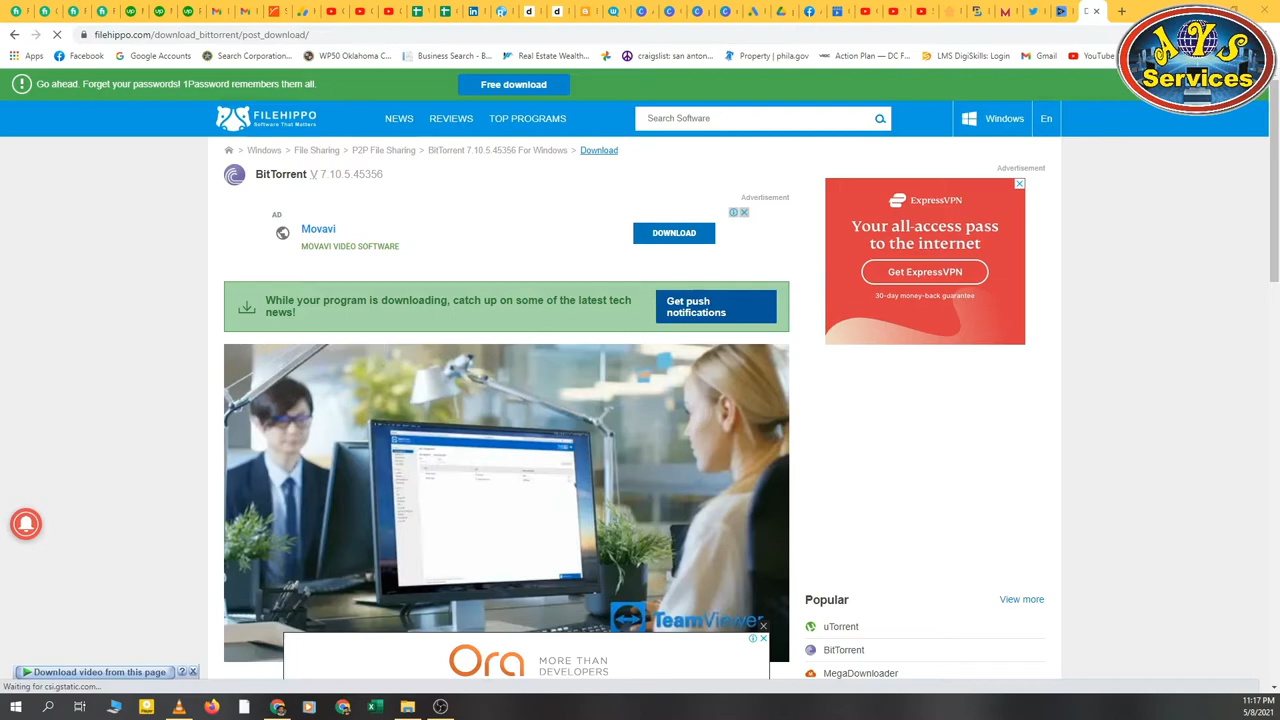 filehippo.com/download_bittorrent/post_download/
Apps Facebook Google Accounts Search Corporation... WP50 Oklahoma C... Business Search - B... Real Estate Wealth... craigslist: san anton... Property | phila.gov Action Plan — DC F... LMS DigiSkills: Login Gmail YouTube
AYS
Services
Go ahead. Forget your passwords! 1Password remembers them all. Free download
FILEHIPPO
Software That Matters
NEWS REVIEWS TOP PROGRAMS Search Software Windows En
> Windows > File Sharing > P2P File Sharing > BitTorrent 7.10.5.45356 For Windows > Download
Advertisement
BitTorrent V 7.10.5.45356
Advertisement
AD
Movavi
MOVAVI VIDEO SOFTWARE
DOWNLOAD
ExpressVPN
Your all-access pass
to the internet
Get ExpressVPN
30-day money-back guarantee
While your program is downloading, catch up on some of the latest tech
news!
Get push
notifications
TeamViewer
Popular View more
uTorrent
BitTorrent
MegaDownloader
Ora MORE THAN
DEVELOPERS
Download video from this page
Waiting for csi.gstatic.com...
11:17 PM
5/8/2021